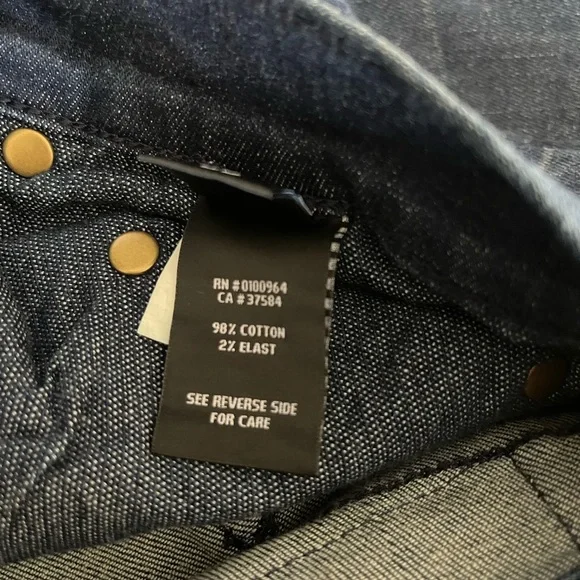 RN #0100964
CA #37584
98% COTTON
2% ELAST
SEE REVERSE SIDE
FOR CARE